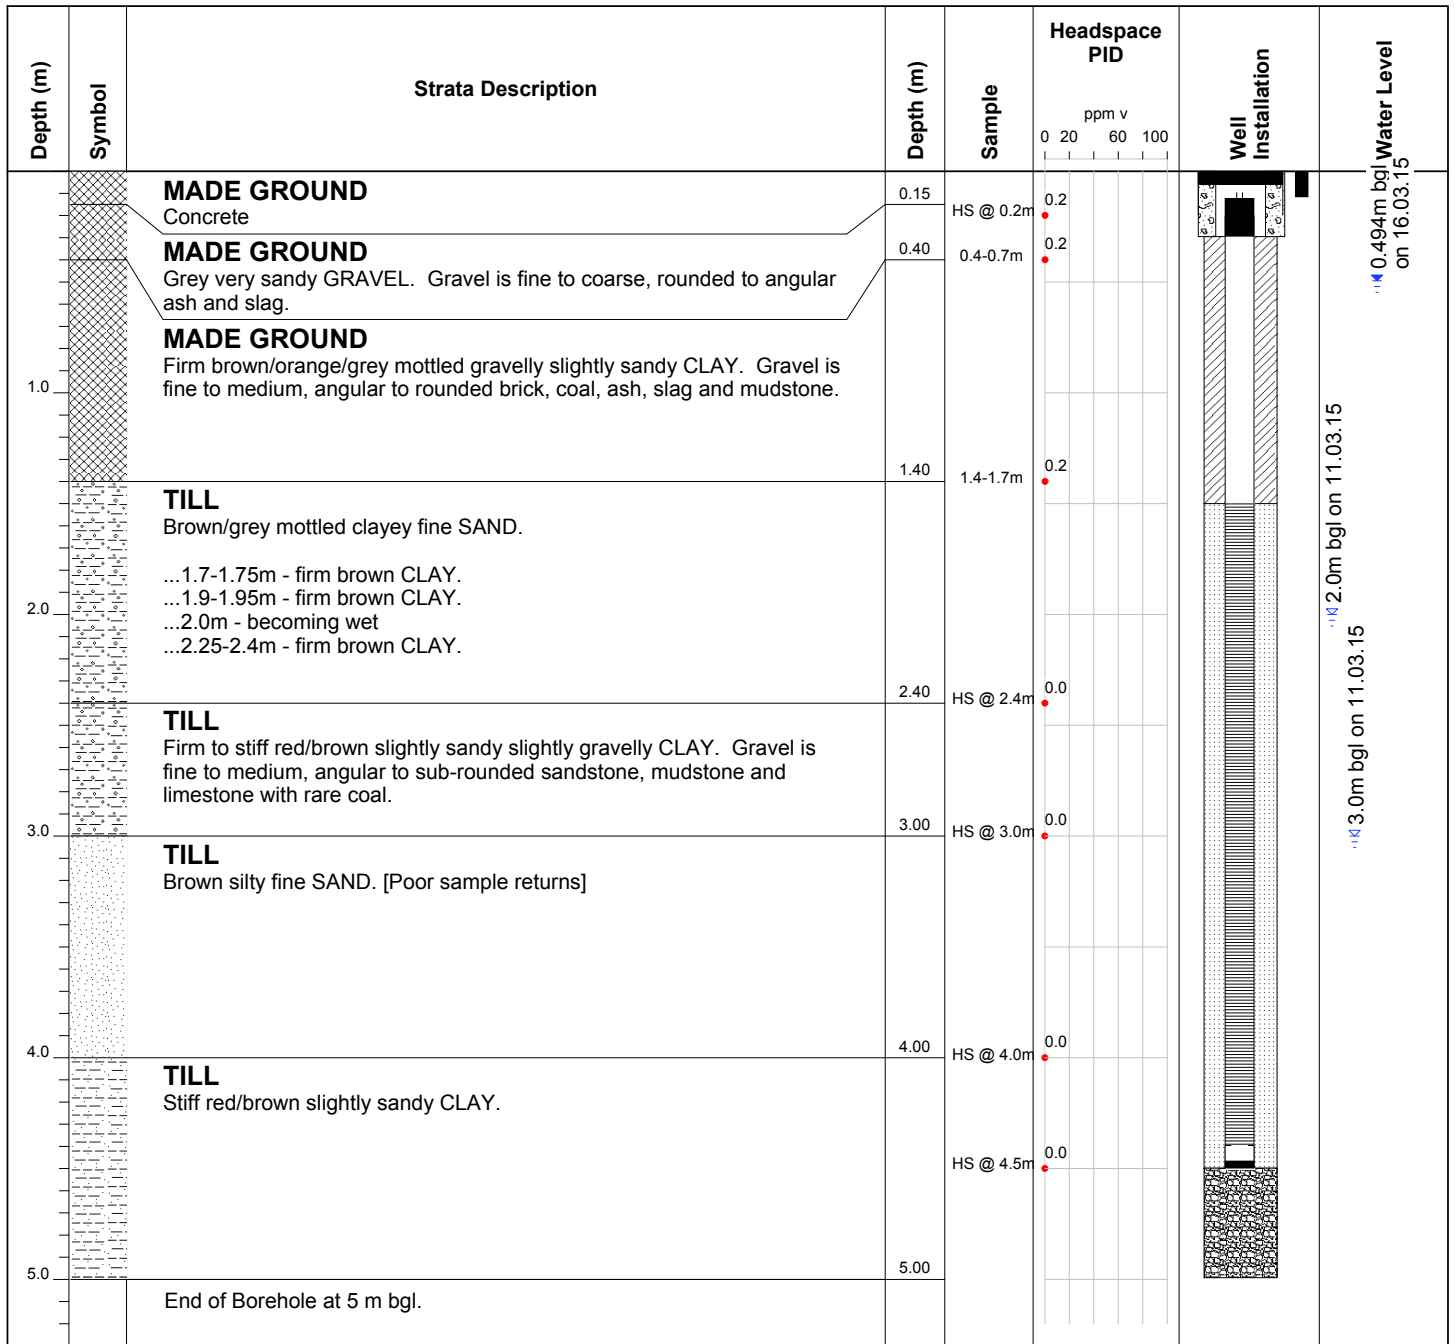 Depth (m)
Symbol
Strata Description
Depth (m)
Sample
Headspace
PID
ppm v
0 20 60 100
Well
Installation
Water Level
MADE GROUND
Concrete
0.15
HS @ 0.2m
0.2
MADE GROUND
Grey very sandy GRAVEL. Gravel is fine to coarse, rounded to angular
ash and slag.
0.40
0.4-0.7m
0.2
0.494m bgl
on 16.03.15
MADE GROUND
Firm brown/orange/grey mottled gravelly slightly sandy CLAY. Gravel is
fine to medium, angular to rounded brick, coal, ash, slag and mudstone.
1.0
1.40
1.4-1.7m
0.2
TILL
Brown/grey mottled clayey fine SAND.
...1.7-1.75m - firm brown CLAY.
...1.9-1.95m - firm brown CLAY.
...2.0m - becoming wet
...2.25-2.4m - firm brown CLAY.
2.0
2.0m bgl on 11.03.15
2.40
HS @ 2.4m
0.0
TILL
Firm to stiff red/brown slightly sandy slightly gravelly CLAY. Gravel is
fine to medium, angular to sub-rounded sandstone, mudstone and
limestone with rare coal.
3.0
3.00
HS @ 3.0m
0.0
3.0m bgl on 11.03.15
TILL
Brown silty fine SAND. [Poor sample returns]
4.0
4.00
HS @ 4.0m
0.0
TILL
Stiff red/brown slightly sandy CLAY.
HS @ 4.5m
0.0
5.0
5.00
End of Borehole at 5 m bgl.